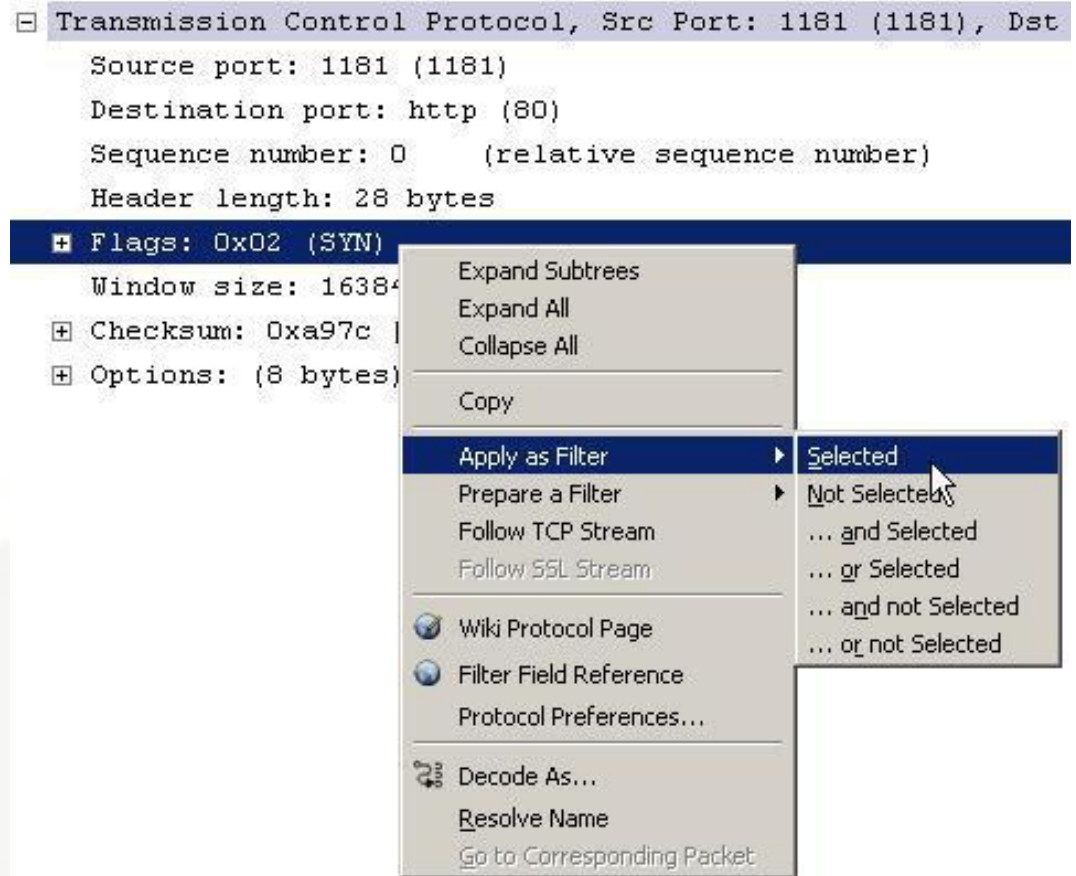 Transmission Control Protocol, Src Port: 1181 (1181), Dst
Source port: 1181 (1181)
Destination port: http (80)
Sequence number: 0 (relative sequence number)
Header length: 28 bytes
Flags: 0x02 (SYN)
Window size: 16384
Checksum: 0xa97c
Options: (8 bytes)
Expand Subtrees
Expand All
Collapse All
Copy
Apply as Filter
Prepare a Filter
Follow TCP Stream
Follow SSL Stream
Wiki Protocol Page
Filter Field Reference
Protocol Preferences...
Decode As...
Resolve Name
Go to Corresponding Packet
Selected
Not Selected
... and Selected
... or Selected
... and not Selected
... or not Selected